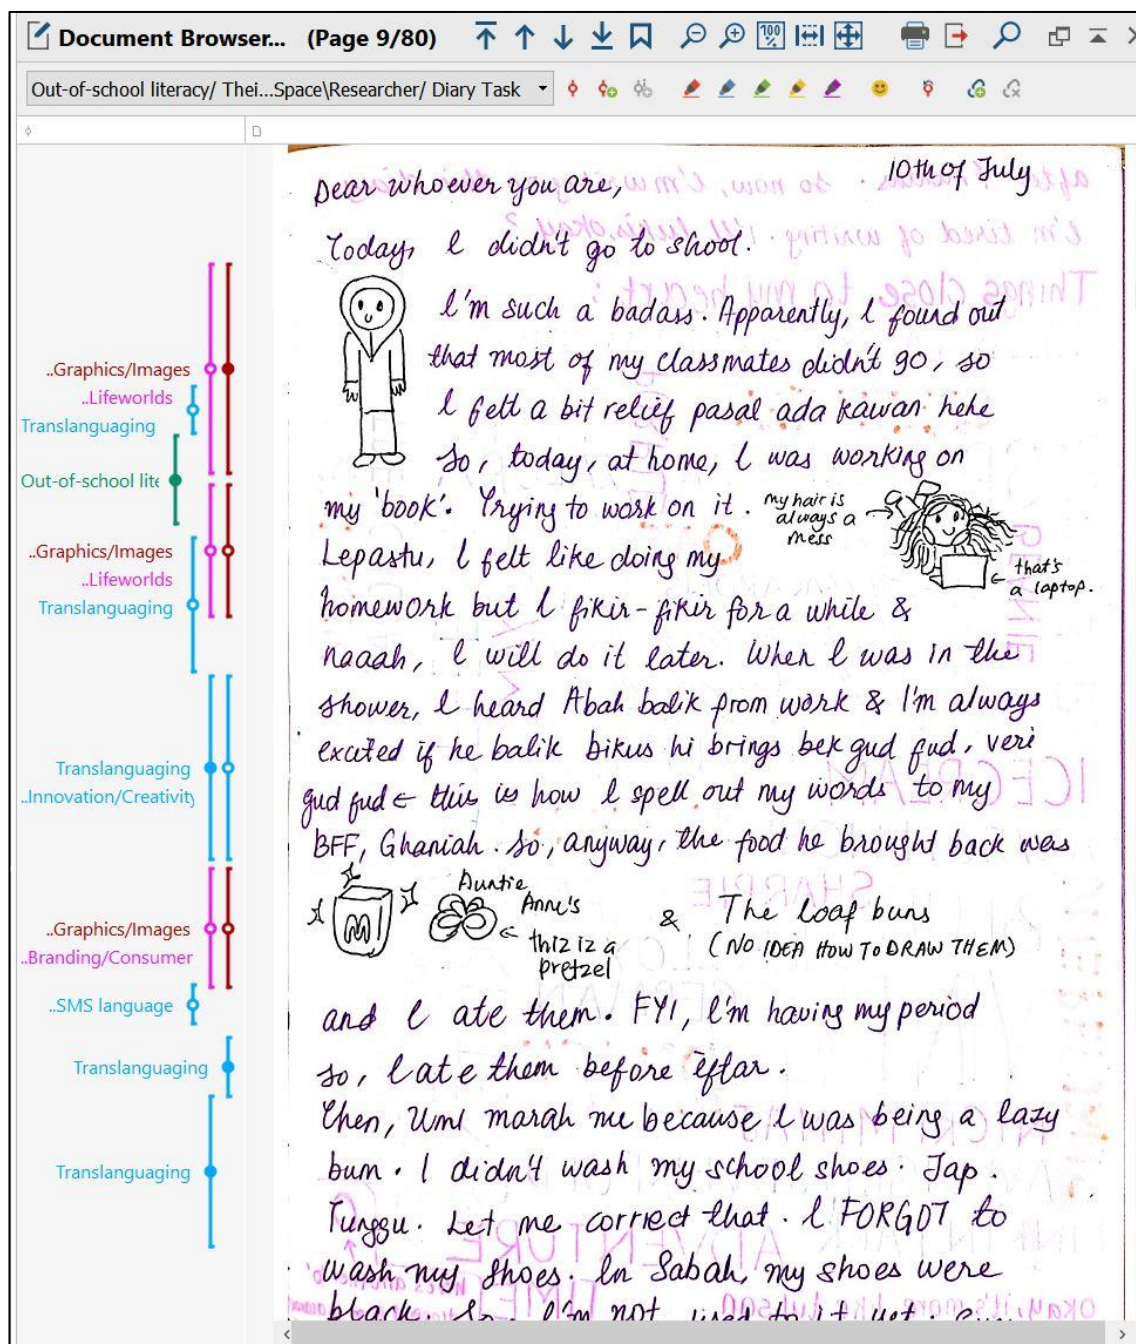 Document Browser... (Page 9/80)
100 %
Out-of-school literacy/ Thei...Space\Researcher/ Diary Task
10th of July
Dear whoever you are,
Today, I didn't go to shool.
I'm such a badass. Apparently, I found out
that most of my classmates didn't go, so
I felt a bit relief pasal ada kawan hehe
So, today, at home, I was working on
my 'book'. Trying to work on it.
my hair is
always a
mess
that's
a laptop.
Lepastu, I felt like doing my
homework but I fikir-fikir for a while &
naaah, I will do it later. When I was in the
shower, I heard Abah balik from work & I'm always
excited if he balik bikus hi brings bek gud fud, veri
gud fud ← this is how I spell out my words to my
BFF, Ghaniah. So, anyway, the food he brought back was
M
Auntie
Anne's
← thiz iz a
pretzel
& The loaf buns
(NO IDEA HOW TO DRAW THEM)
and I ate them. FYI, I'm having my period
so, I ate them before iftar.
Then, Umi marah me because I was being a lazy
bum. I didn't wash my school shoes. Jap.
Tunggu. Let me correct that. I FORGOT to
wash my shoes. In Sabah, my shoes were
black. So, I'm not used to it yet.
..Graphics/Images
..Lifeworlds
Translanguaging
Out-of-school lite
..Graphics/Images
..Lifeworlds
Translanguaging
Translanguaging
..Innovation/Creativity
..Graphics/Images
..Branding/Consumer
..SMS language
Translanguaging
Translanguaging